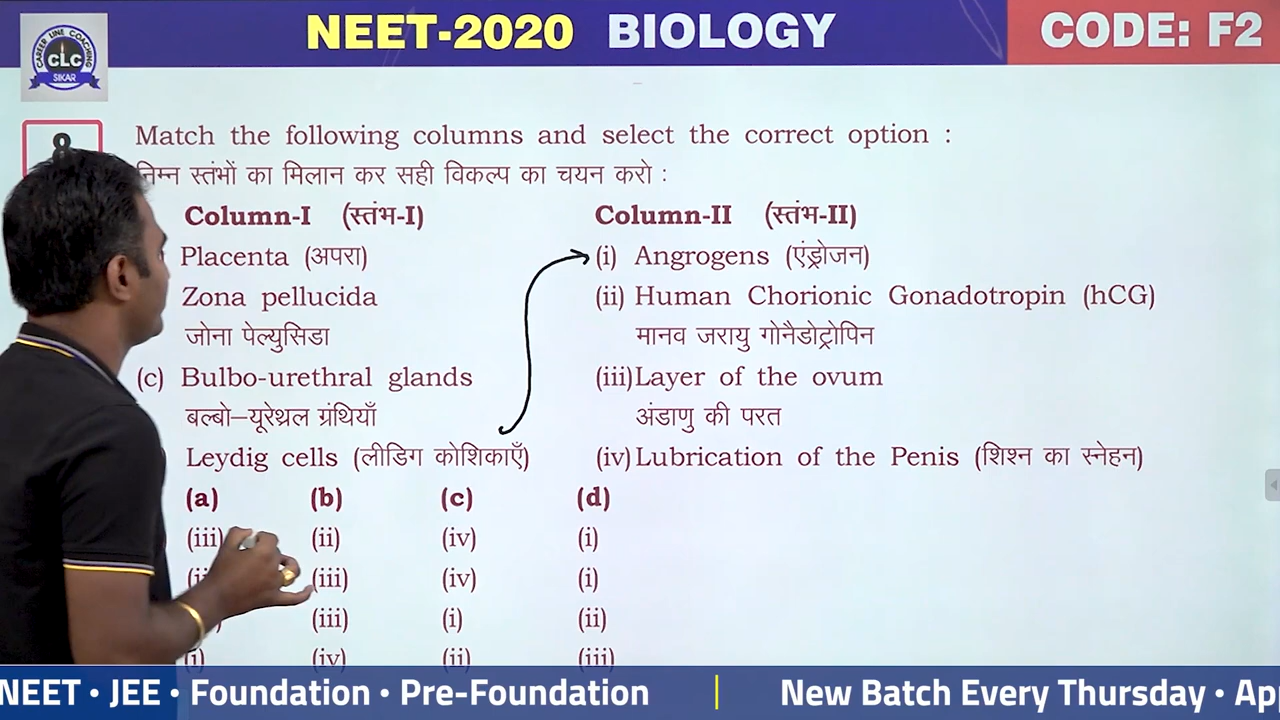 NEET-2020 BIOLOGY
CODE: F2
CAREER LINE COACHING
CLC
SIKAR
8
Match the following columns and select the correct option :
निम्न स्तंभों का मिलान कर सही विकल्प का चयन करो :
Column-I (स्तंभ-I) Column-II (स्तंभ-II)
Placenta (अपरा) (i) Angrogens (एंड्रोजन)
Zona pellucida (ii) Human Chorionic Gonadotropin (hCG)
जोना पेल्युसिडा मानव जरायु गोनैडोट्रोपिन
(c) Bulbo-urethral glands (iii) Layer of the ovum
बल्बो–यूरेथ्रल ग्रंथियाँ अंडाणु की परत
Leydig cells (लीडिग कोशिकाएँ) (iv) Lubrication of the Penis (शिश्न का स्नेहन)
(a) (b) (c) (d)
(iii) (ii) (iv) (i)
(iii) (iv) (i)
(iii) (i) (ii)
(i) (iv) (ii) (iii)
NEET • JEE • Foundation • Pre-Foundation | New Batch Every Thursday •